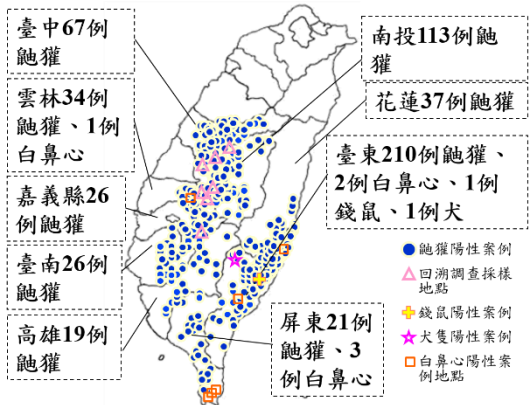 臺中67例
鼬獾
雲林34例
鼬獾、1例
白鼻心
嘉義縣26
例鼬獾
臺南26例
鼬獾
高雄19例
鼬獾
南投113例鼬
獾
花蓮37例鼬獾
臺東210例鼬獾、
2例白鼻心、1例
錢鼠、1例犬
屏東21例
鼬獾、3
例白鼻心
鼬獾陽性案例
回溯調查採樣
地點
錢鼠陽性案例
犬隻陽性案例
白鼻心陽性案
例地點